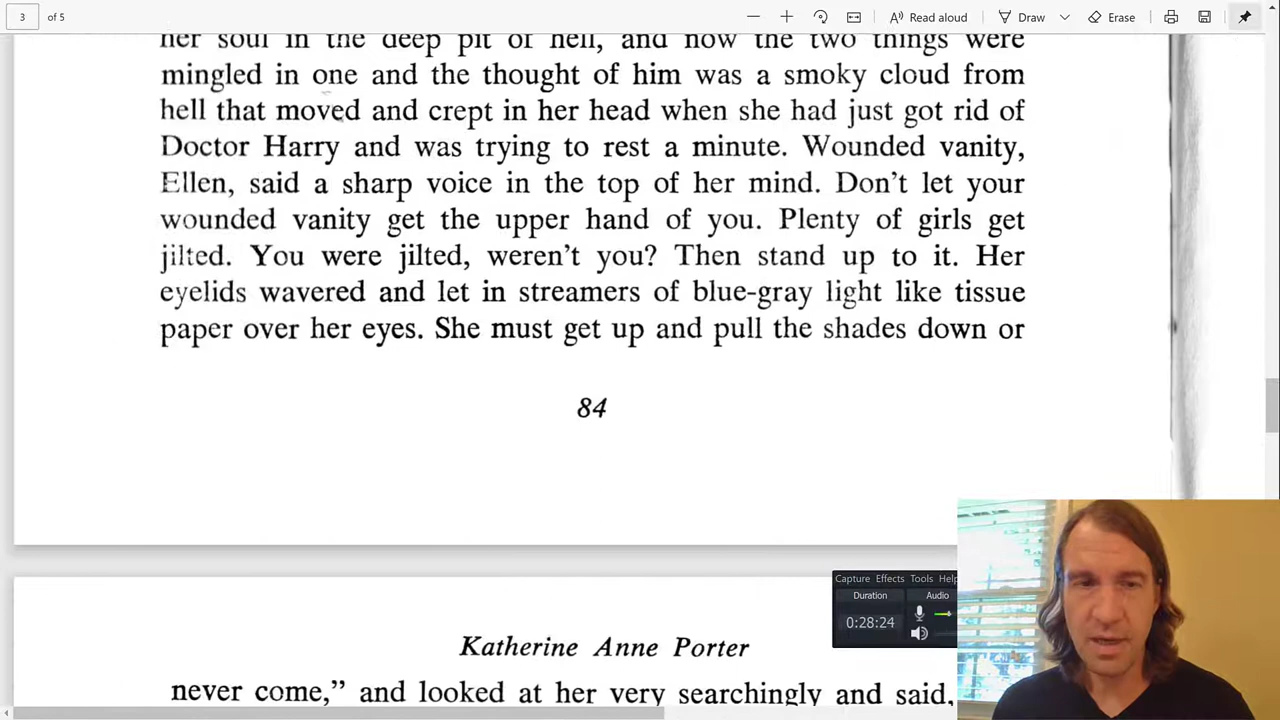 3 of 5
Read aloud
Draw
Erase
her soul in the deep pit of hell, and now the two things were
mingled in one and the thought of him was a smoky cloud from
hell that moved and crept in her head when she had just got rid of
Doctor Harry and was trying to rest a minute. Wounded vanity,
Ellen, said a sharp voice in the top of her mind. Don't let your
wounded vanity get the upper hand of you. Plenty of girls get
jilted. You were jilted, weren't you? Then stand up to it. Her
eyelids wavered and let in streamers of blue-gray light like tissue
paper over her eyes. She must get up and pull the shades down or
84
Capture Effects Tools Help
Duration Audio
0:28:24
Katherine Anne Porter
never come," and looked at her very searchingly and said,